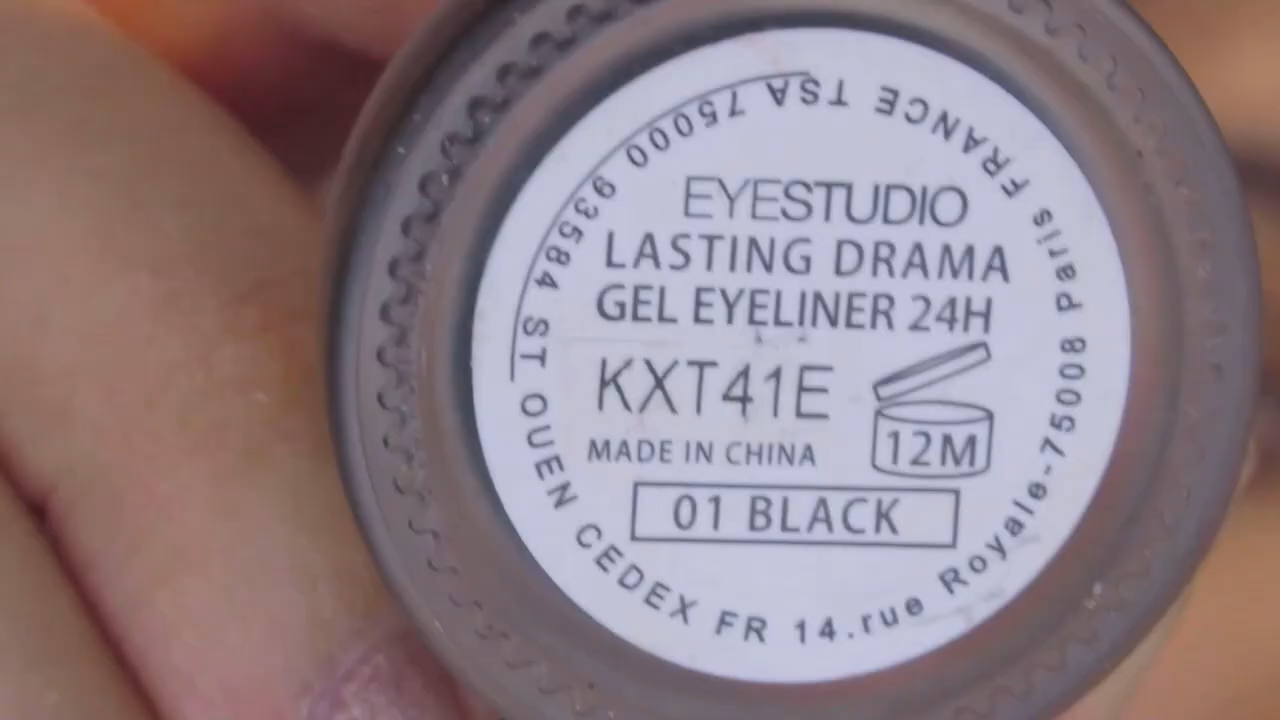 EYESTUDIO
LASTING DRAMA
GEL EYELINER 24H
KXT41E
12M
MADE IN CHINA
01 BLACK
TSA 75000 93584 ST OUEN CEDEX FR 14.rue Royale-75008 Paris FRANCE